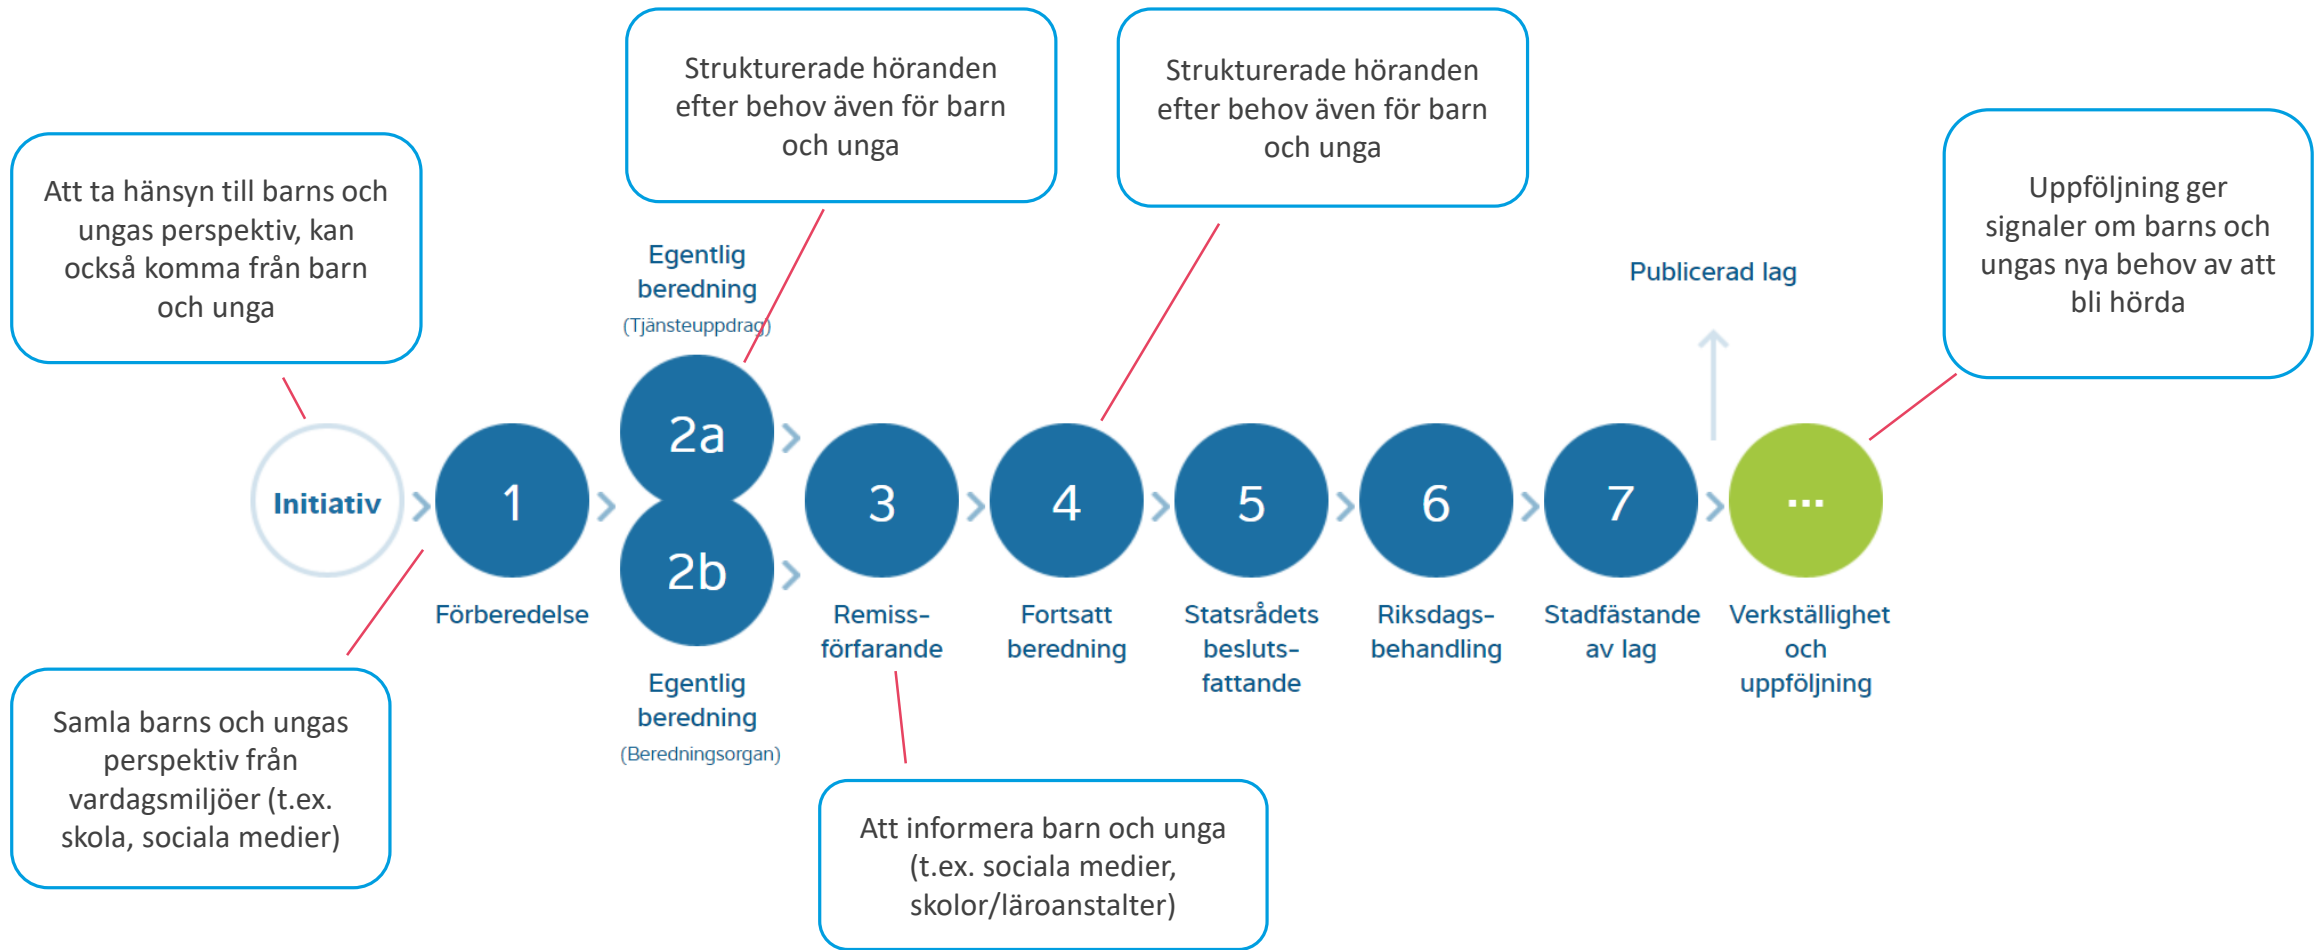 Strukturerade höranden
efter behov även för barn
och unga
Strukturerade höranden
efter behov även för barn
och unga
Att ta hänsyn till barns och
ungas perspektiv, kan
också komma från barn
och unga
Uppföljning ger
signaler om barns och
ungas nya behov av att
bli hörda
Egentlig
beredning
(Tjänsteuppdrag)
Publicerad lag
Initiativ
1
2a
2b
3
4
5
6
7
...
Förberedelse
Egentlig
beredning
(Beredningsorgan)
Remiss-
förfarande
Fortsatt
beredning
Statsrådets
besluts-
fattande
Riksdags-
behandling
Stadfästande
av lag
Verkställighet
och
uppföljning
Samla barns och ungas
perspektiv från
vardagsmiljöer (t.ex.
skola, sociala medier)
Att informera barn och unga
(t.ex. sociala medier,
skolor/läroanstalter)